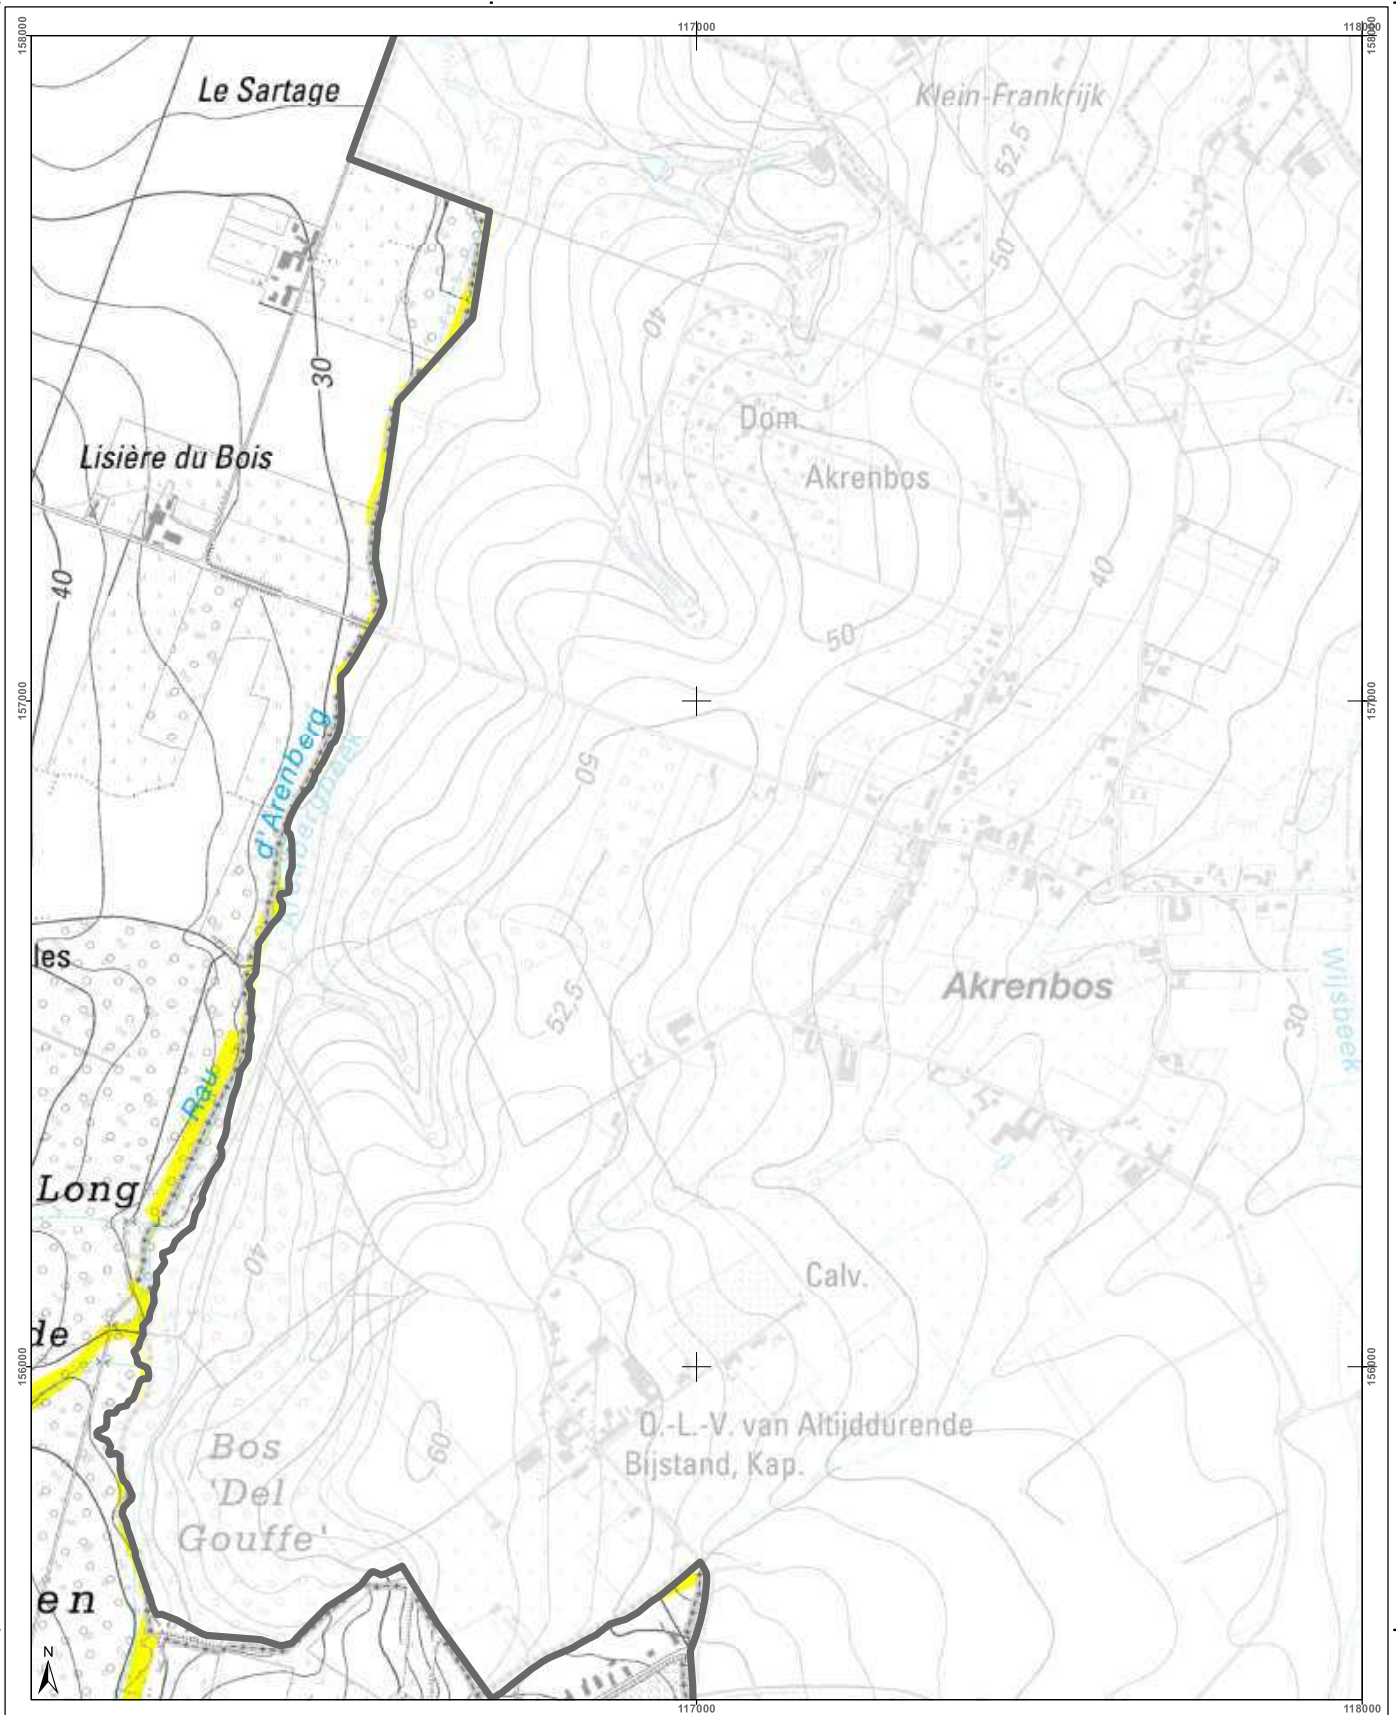 117000
118000
158000
158000
Le Sartage
Klein-Frankrijk
52,5
50
40
30
Dom.
Lisière du Bois
Akrenbos
40
40
50
157000
157000
d'Arenberg
50
les
Akrenbos
52,5
30
Wijsbeek
Rau
Long
40
Calv.
de
156000
156000
O.-L.-V. van Altijddurende
Bijstand, Kap.
60
Bos
'Del
Gouffe'
en
N
117000
118000